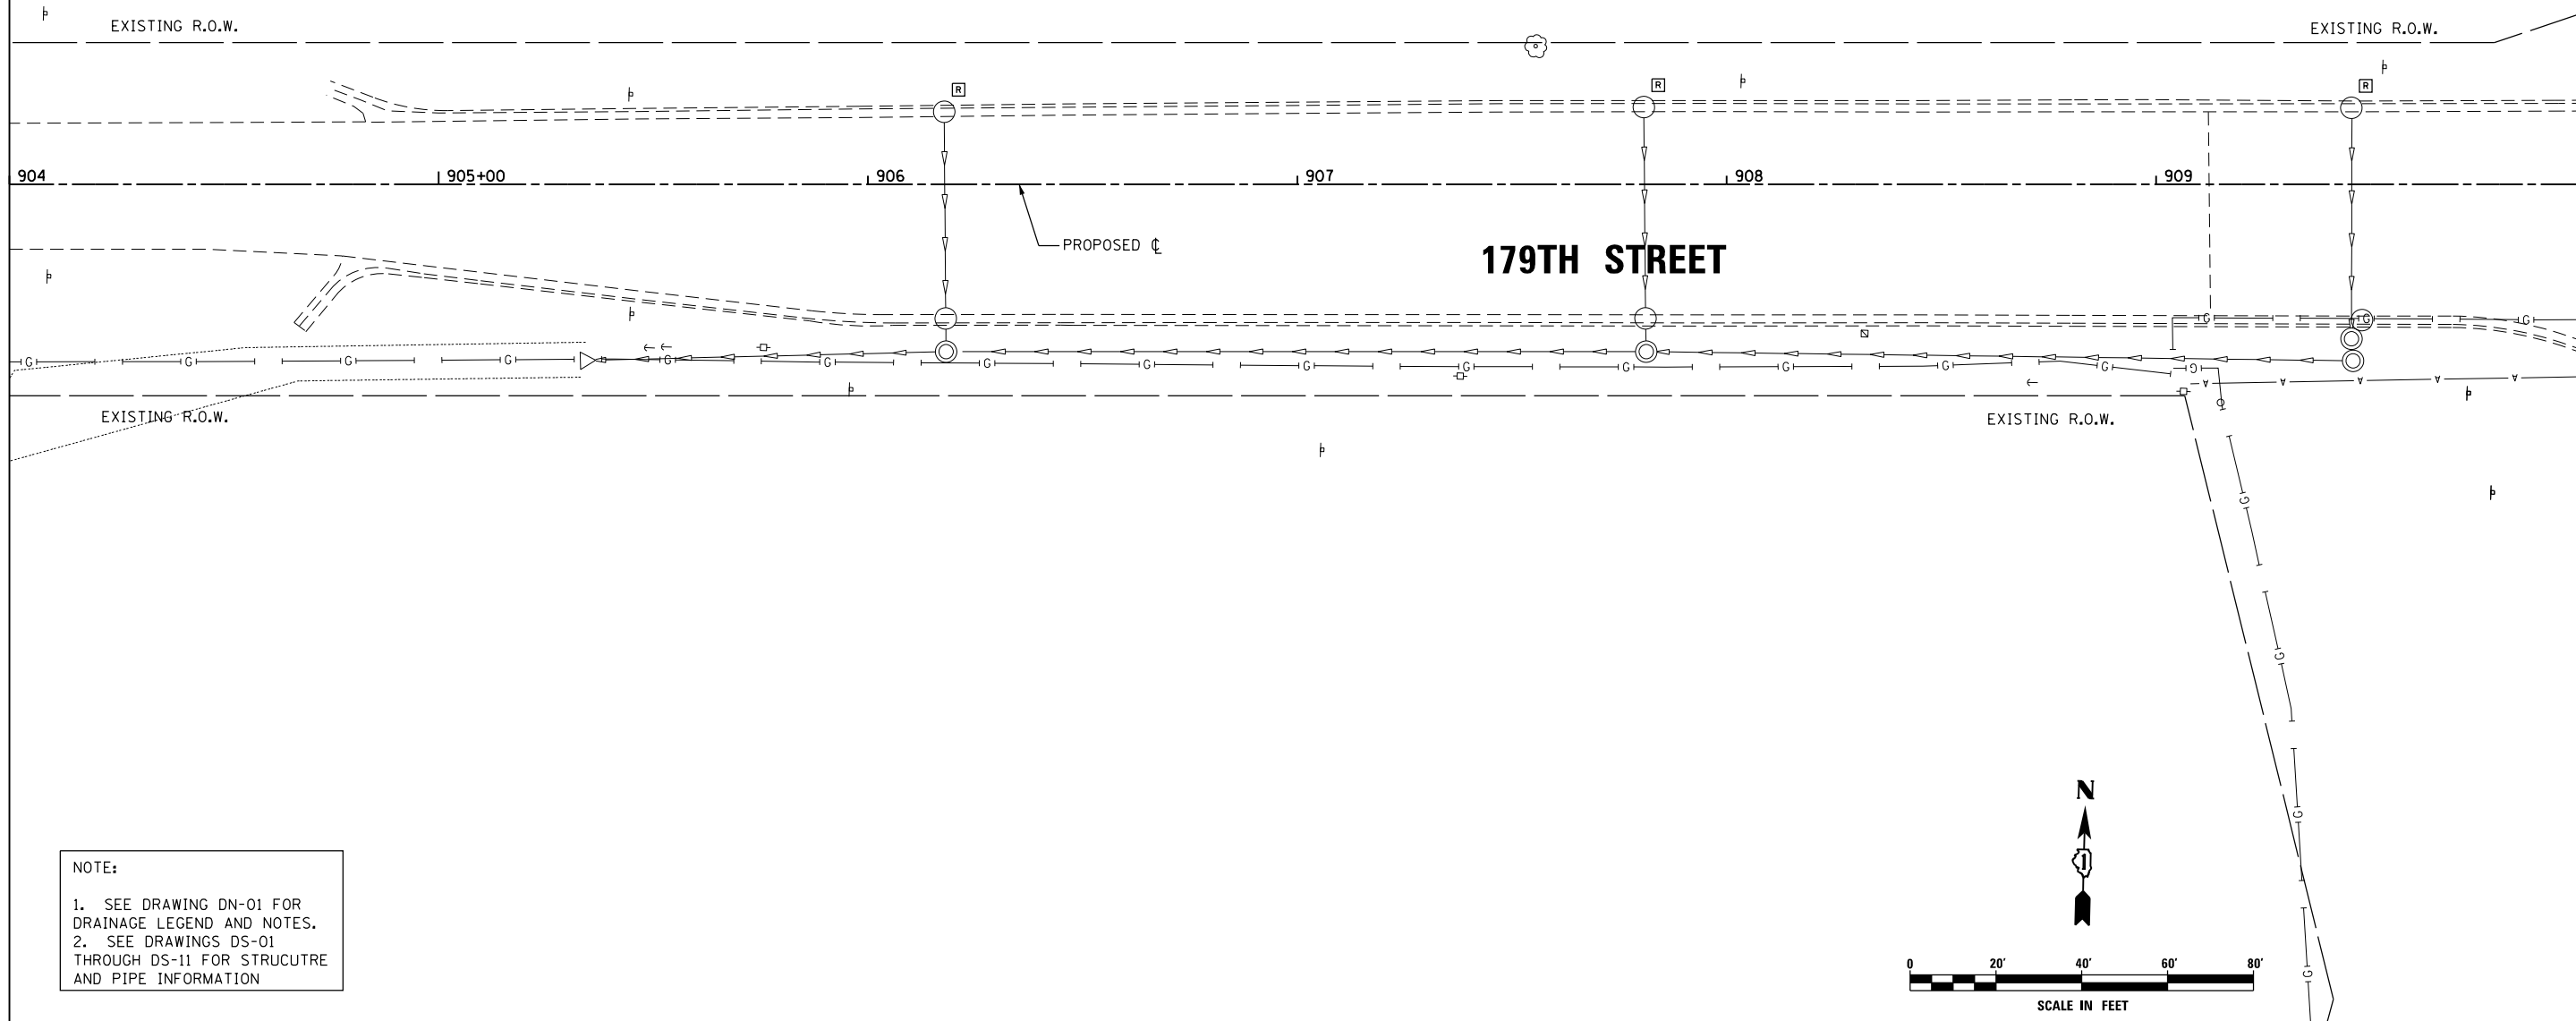 EXISTING R.O.W.
EXISTING R.O.W.
R
R
R
904
905+00
906
907
908
909
PROPOSED ℄
179TH STREET
G
G
G
G G G G G G G G G G G G G G G
A A A A A
EXISTING R.O.W.
EXISTING R.O.W.
G
G
G
G
N
1
NOTE:
1. SEE DRAWING DN-01 FOR
DRAINAGE LEGEND AND NOTES.
2. SEE DRAWINGS DS-01
THROUGH DS-11 FOR STRUCUTRE
AND PIPE INFORMATION
0 20' 40' 60' 80'
SCALE IN FEET